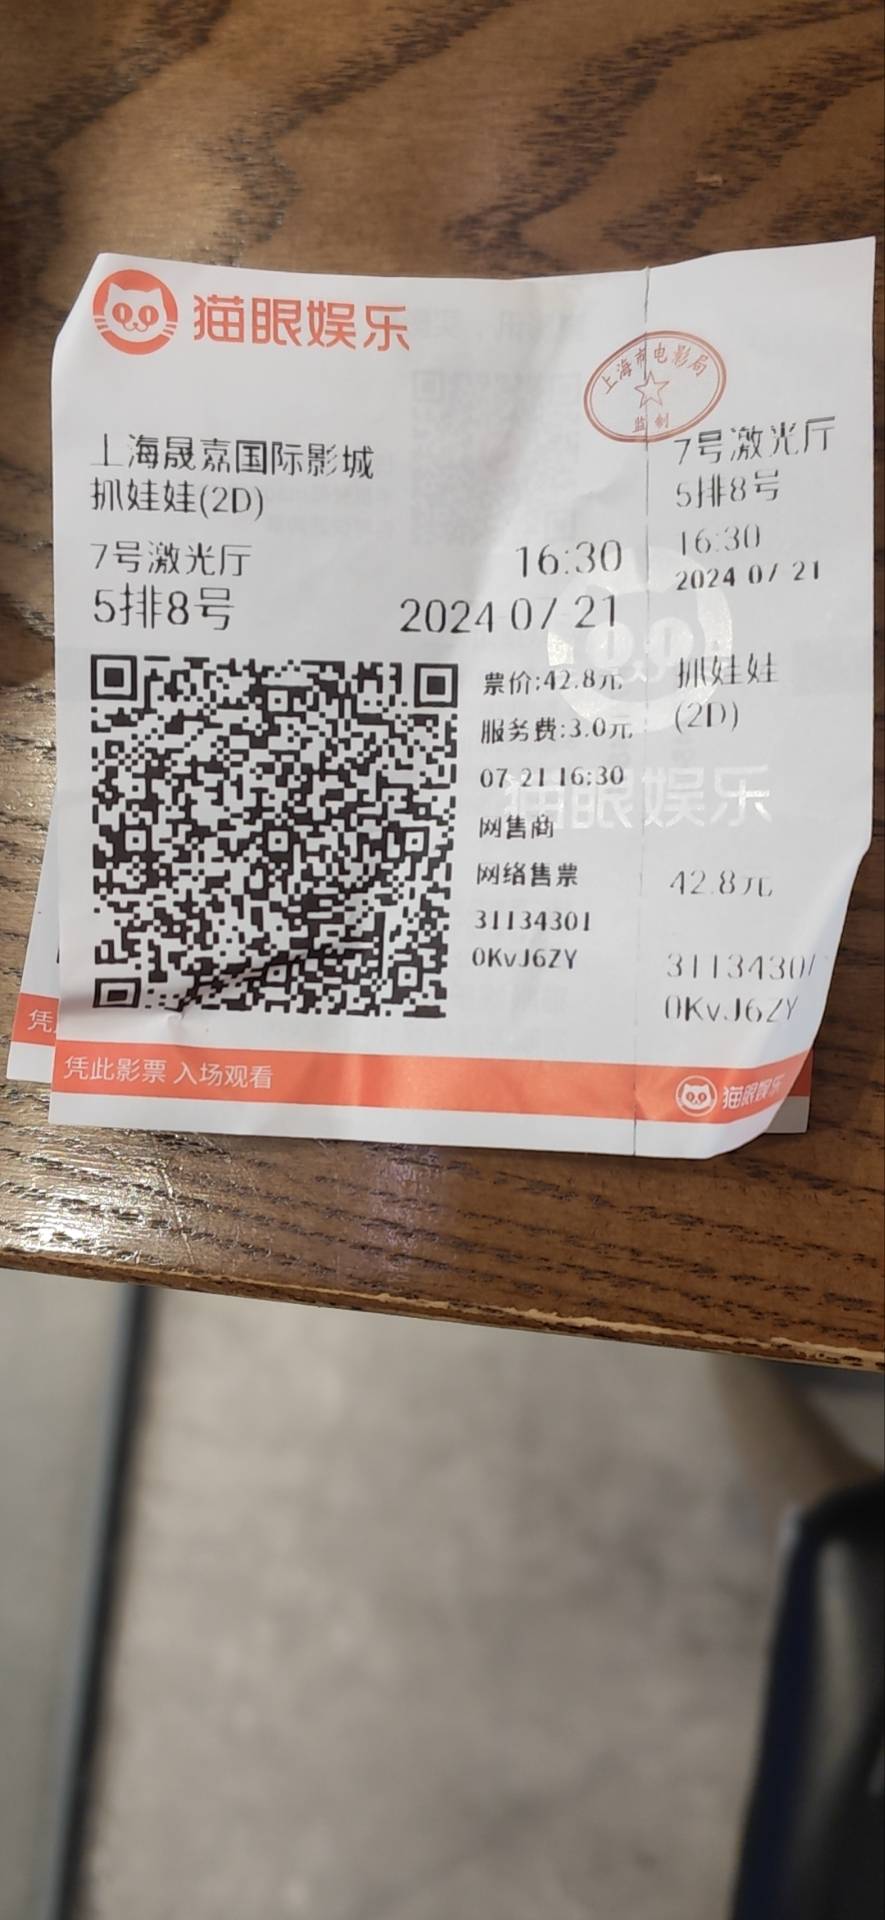 猫眼娱乐
上海市电影局
监制
上海晟嘉国际影城
抓娃娃(2D)
7号激光厅 16:30
5排8号 2024 07 21
票价:42.8元
服务费:3.0元
07 21 16:30
网售商
网络售票
31134301
0KvJ6ZY
7号激光厅
5排8号
16:30
2024 07 21
抓娃娃
(2D)
猫眼娱乐
42.8元
3113430
0KvJ6ZY
凭
凭此影票 入场观看
猫眼娱乐